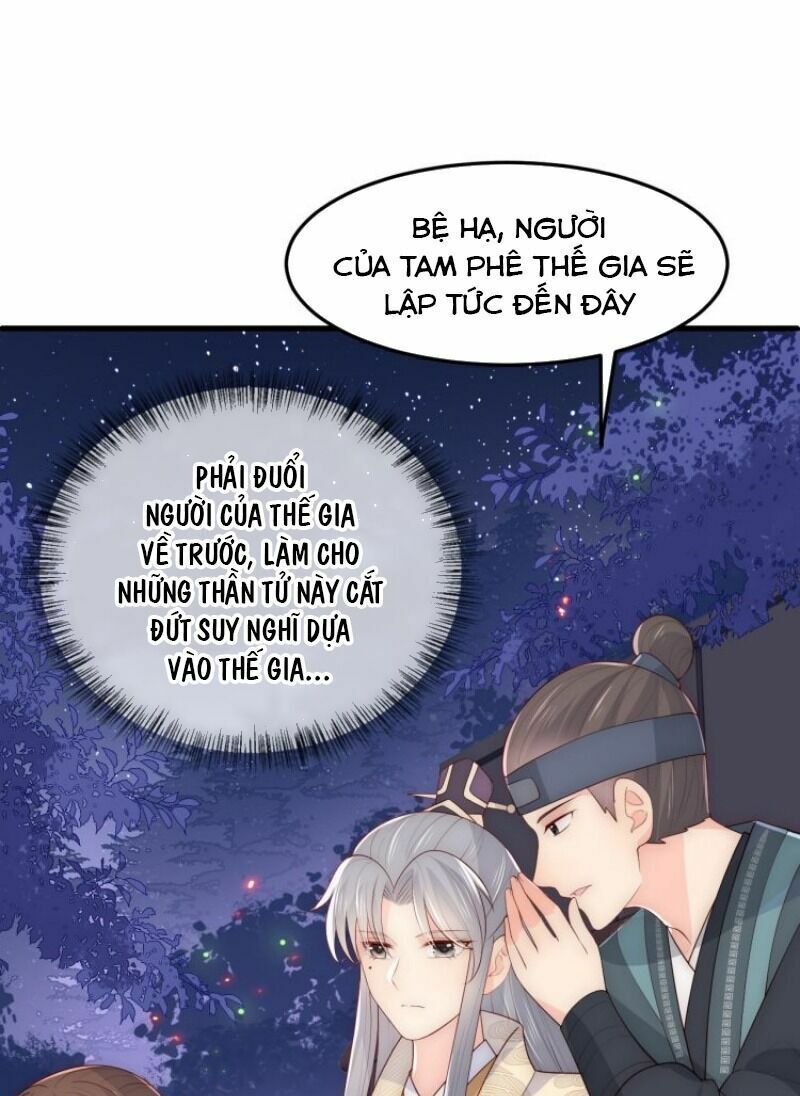 BỆ HẠ, NGƯỜI
CỦA TAM PHÊ THẾ GIA SẼ
LẬP TỨC ĐẾN ĐÂY
PHẢI ĐUỔI
NGƯỜI CỦA THẾ GIA
VỀ TRƯỚC, LÀM CHO
NHỮNG THẦN TỬ NÀY CẮT
ĐỨT SUY NGHĨ DỰA
VÀO THẾ GIA...